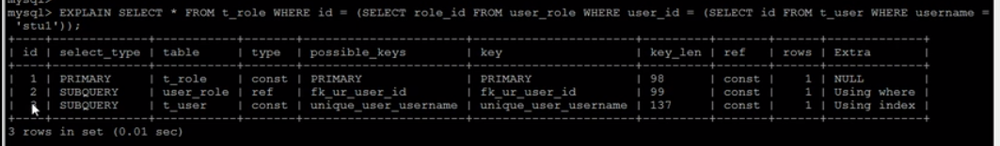 mysql>
mysql> EXPLAIN SELECT * FROM t_role WHERE id = (SELECT role_id FROM user_role WHERE user_id = (SELECT id FROM t_user WHERE username =
'stu1'));
+----+-------------+-----------+-------+----------------------+----------------------+---------+-------+------+-------------+
| id | select_type | table | type | possible_keys | key | key_len | ref | rows | Extra |
+----+-------------+-----------+-------+----------------------+----------------------+---------+-------+------+-------------+
| 1 | PRIMARY | t_role | const | PRIMARY | PRIMARY | 98 | const | 1 | NULL |
| 2 | SUBQUERY | user_role | ref | fk_ur_user_id | fk_ur_user_id | 99 | const | 1 | Using where |
| 3 | SUBQUERY | t_user | const | unique_user_username | unique_user_username | 137 | const | 1 | Using index |
+----+-------------+-----------+-------+----------------------+----------------------+---------+-------+------+-------------+
3 rows in set (0.01 sec)